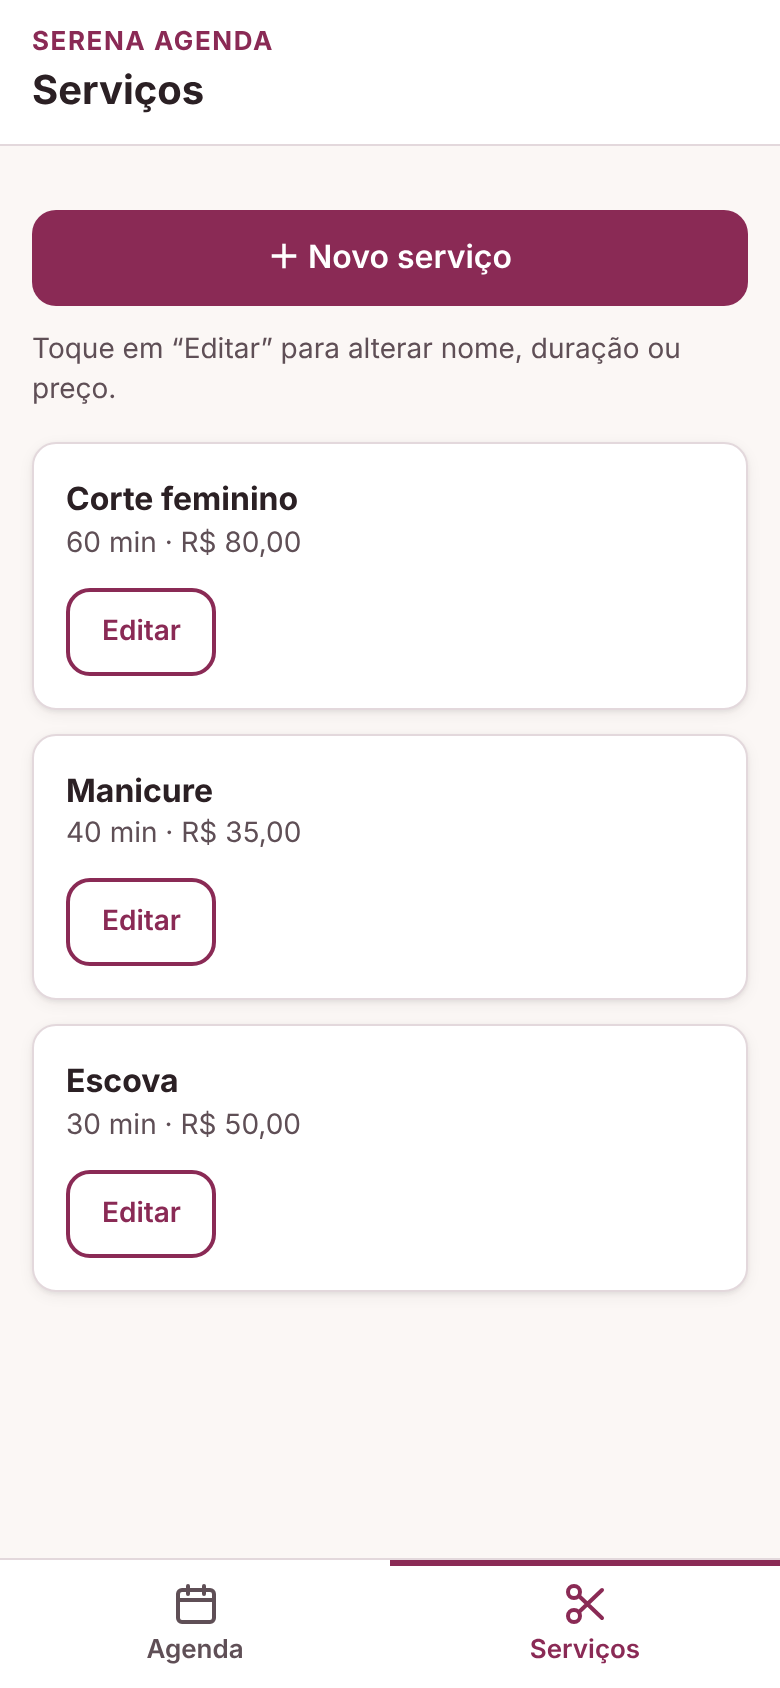 SERENA AGENDA
Serviços
+ Novo serviço
Toque em “Editar” para alterar nome, duração ou
preço.
Corte feminino
60 min · R$ 80,00
Editar
Manicure
40 min · R$ 35,00
Editar
Escova
30 min · R$ 50,00
Editar
Agenda
Serviços